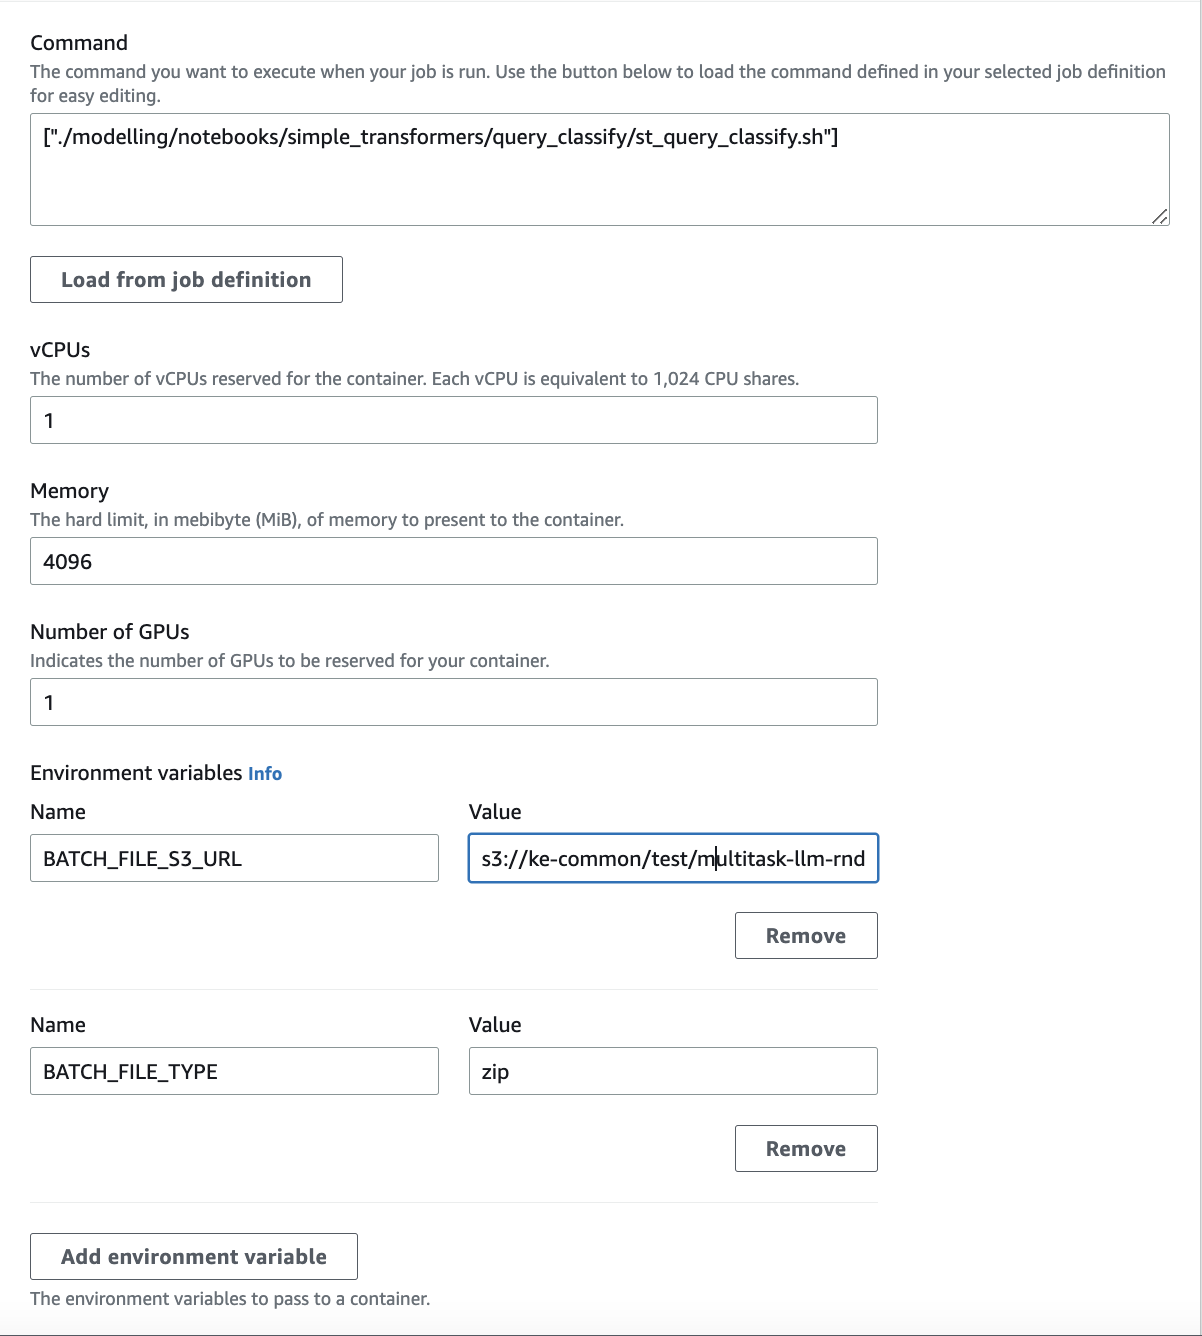 Command
The command you want to execute when your job is run. Use the button below to load the command defined in your selected job definition
for easy editing.
["./modelling/notebooks/simple_transformers/query_classify/st_query_classify.sh"]
Load from job definition
vCPUs
The number of vCPUs reserved for the container. Each vCPU is equivalent to 1,024 CPU shares.
1
Memory
The hard limit, in mebibyte (MiB), of memory to present to the container.
4096
Number of GPUs
Indicates the number of GPUs to be reserved for your container.
1
Environment variables Info
Name Value
BATCH_FILE_S3_URL s3://ke-common/test/multitask-llm-rnd
Remove
Name Value
BATCH_FILE_TYPE zip
Remove
Add environment variable
The environment variables to pass to a container.